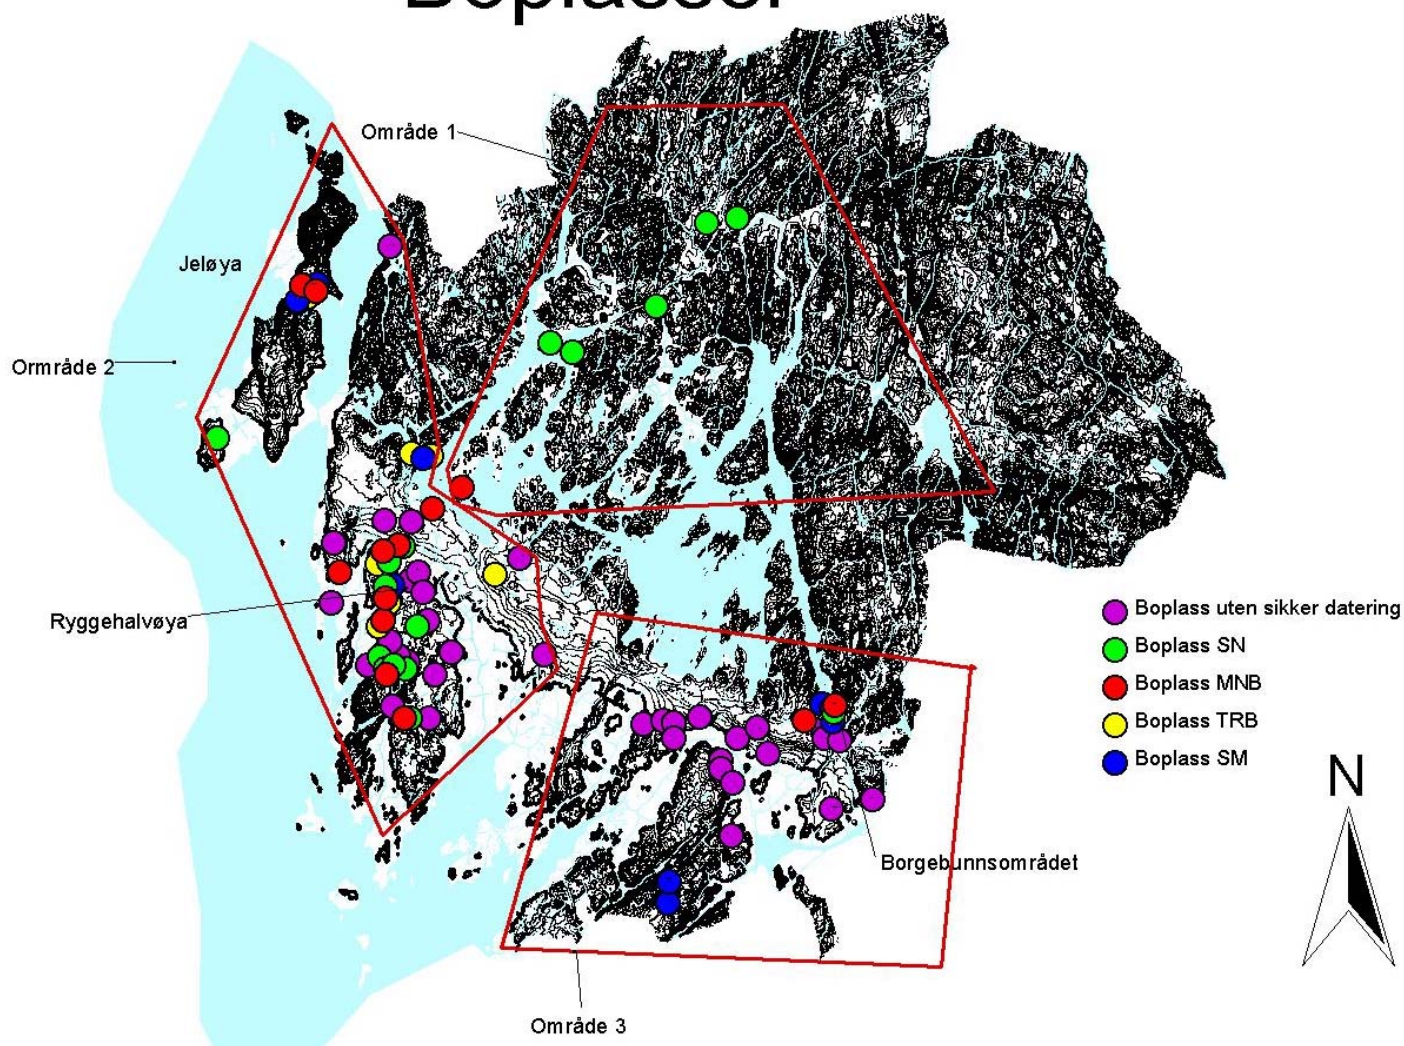 Boplasser
Område 1
Jeløya
Ormråde 2
Ryggehalvøya
Boplass uten sikker datering
Boplass SN
Boplass MNB
Boplass TRB
Boplass SM
N
Borgebunnsområdet
Område 3